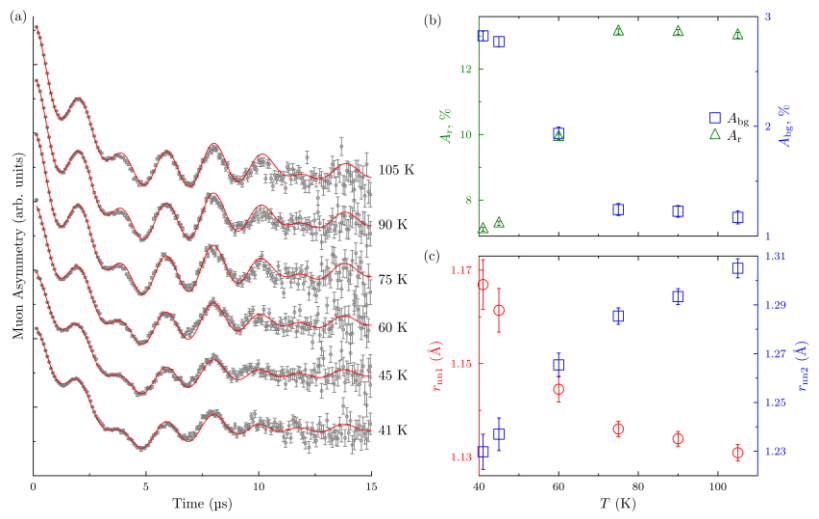 (a)
105 K
90 K
75 K
60 K
45 K
41 K
Muon Asymmetry (arb. units)
0 5 10 15
Time (µs)
(b)
12
10
8
A_r, %
3
2
1
A_bg, %
A_bg
A_r
(c)
1.17
1.15
1.13
r_nn1 (Å)
1.31
1.29
1.27
1.25
1.23
r_nn2 (Å)
40 60 80 100
T (K)